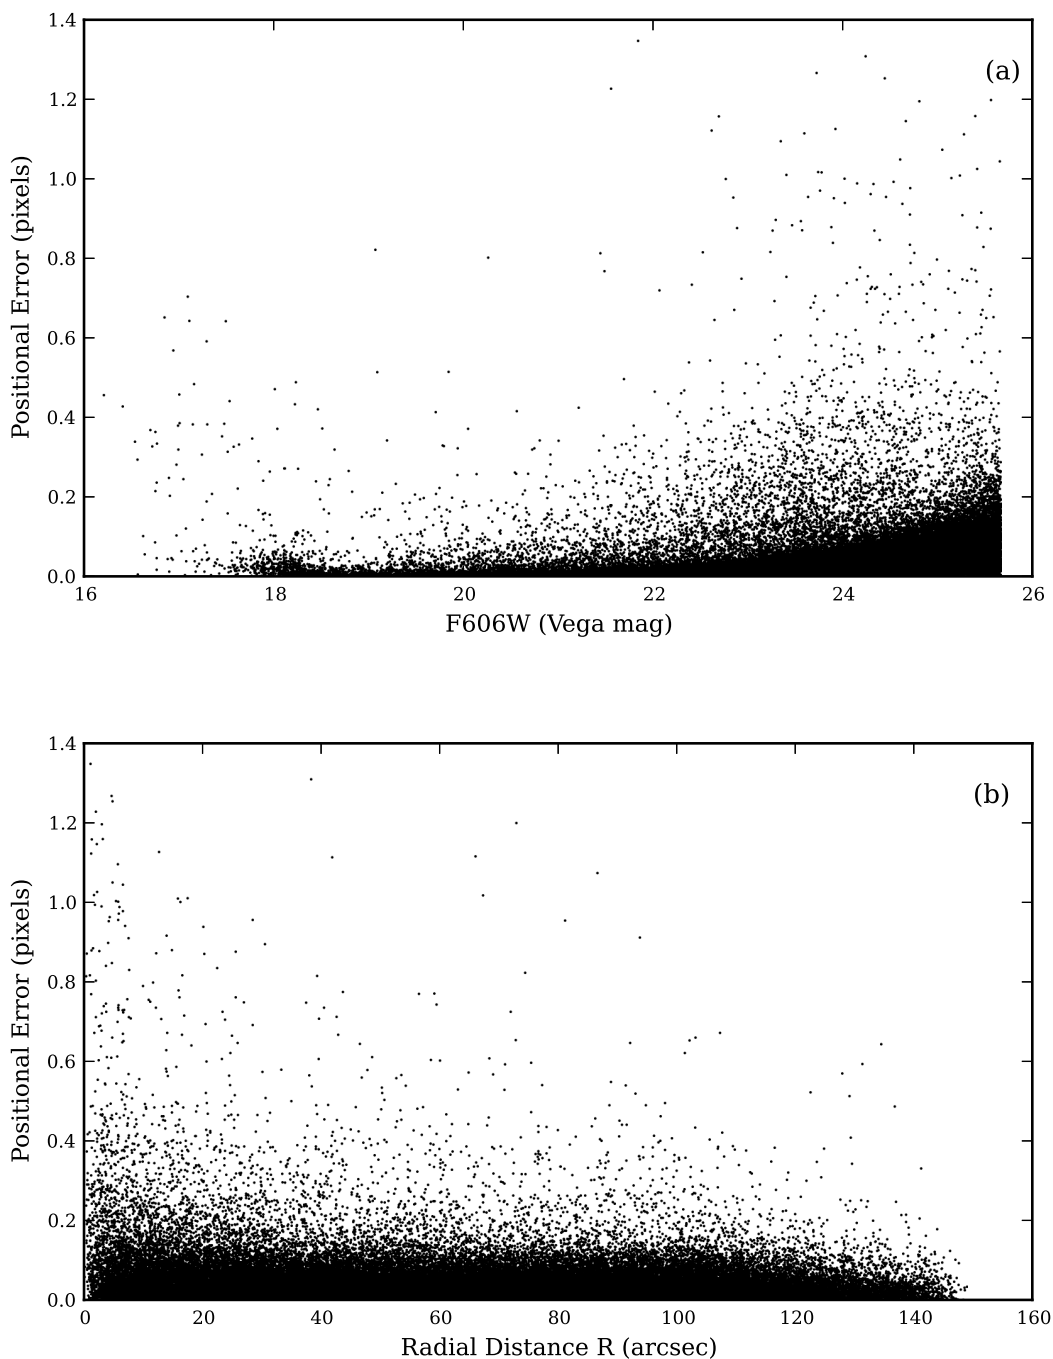 1.4
(a)
1.2
1.0
0.8
0.6
0.4
0.2
0.0
Positional Error (pixels)
16 18 20 22 24 26
F606W (Vega mag)
1.4
(b)
1.2
1.0
0.8
0.6
0.4
0.2
0.0
Positional Error (pixels)
0 20 40 60 80 100 120 140 160
Radial Distance R (arcsec)